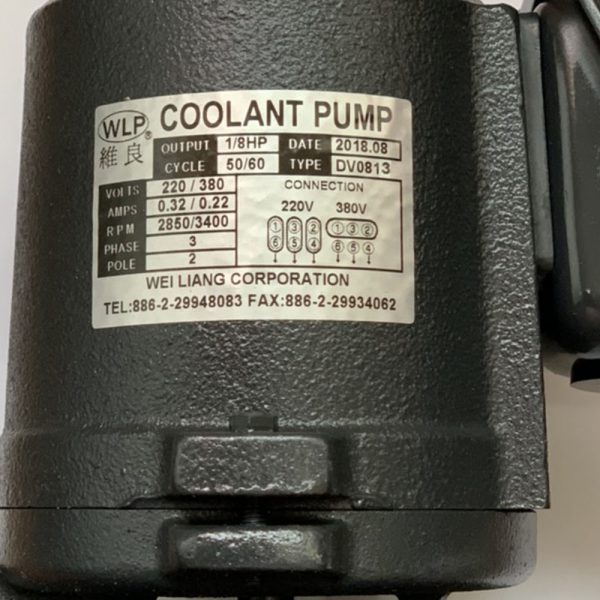 WLP ® COOLANT PUMP
維良 OUTPUT 1/8HP DATE 2018.08
CYCLE 50/60 TYPE DV0813
VOLTS 220 / 380
AMPS 0.32 / 0.22
RPM 2850/3400
PHASE 3
POLE 2
CONNECTION
220V 380V
① ③ ② ① ③ ②
⑥ ⑤ ④ ⑥ ⑤ ④
WEI LIANG CORPORATION
TEL:886-2-29948083 FAX:886-2-29934062